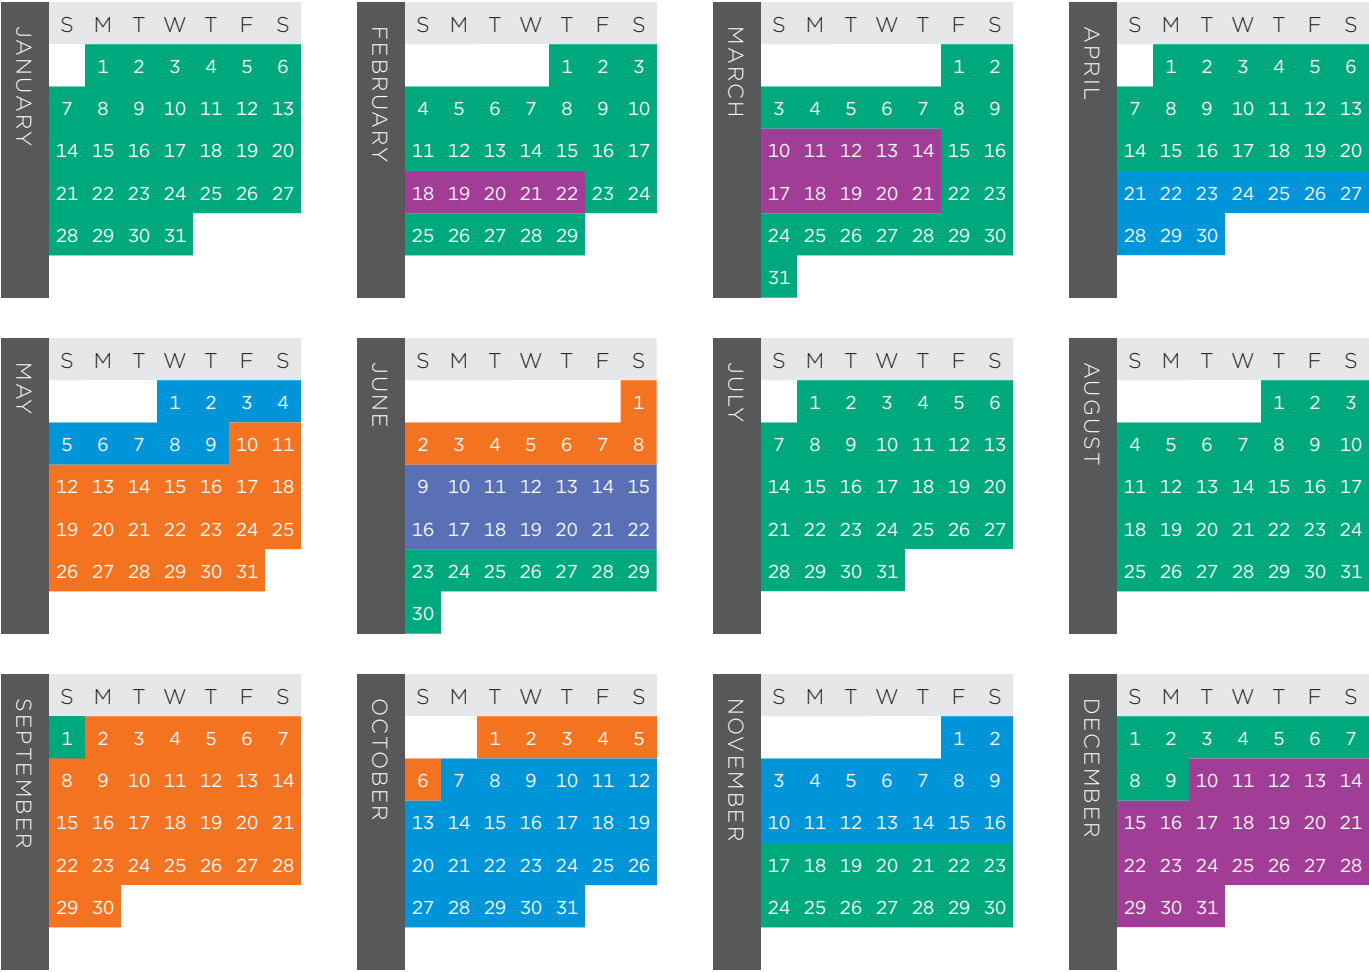 JANUARY
S M T W T F S
1 2 3 4 5 6
7 8 9 10 11 12 13
14 15 16 17 18 19 20
21 22 23 24 25 26 27
28 29 30 31
FEBRUARY
S M T W T F S
1 2 3
4 5 6 7 8 9 10
11 12 13 14 15 16 17
18 19 20 21 22 23 24
25 26 27 28 29
MARCH
S M T W T F S
1 2
3 4 5 6 7 8 9
10 11 12 13 14 15 16
17 18 19 20 21 22 23
24 25 26 27 28 29 30
31
APRIL
S M T W T F S
1 2 3 4 5 6
7 8 9 10 11 12 13
14 15 16 17 18 19 20
21 22 23 24 25 26 27
28 29 30
MAY
S M T W T F S
1 2 3 4
5 6 7 8 9 10 11
12 13 14 15 16 17 18
19 20 21 22 23 24 25
26 27 28 29 30 31
JUNE
S M T W T F S
1
2 3 4 5 6 7 8
9 10 11 12 13 14 15
16 17 18 19 20 21 22
23 24 25 26 27 28 29
30
JULY
S M T W T F S
1 2 3 4 5 6
7 8 9 10 11 12 13
14 15 16 17 18 19 20
21 22 23 24 25 26 27
28 29 30 31
AUGUST
S M T W T F S
1 2 3
4 5 6 7 8 9 10
11 12 13 14 15 16 17
18 19 20 21 22 23 24
25 26 27 28 29 30 31
SEPTEMBER
S M T W T F S
1 2 3 4 5 6 7
8 9 10 11 12 13 14
15 16 17 18 19 20 21
22 23 24 25 26 27 28
29 30
OCTOBER
S M T W T F S
1 2 3 4 5
6 7 8 9 10 11 12
13 14 15 16 17 18 19
20 21 22 23 24 25 26
27 28 29 30 31
NOVEMBER
S M T W T F S
1 2
3 4 5 6 7 8 9
10 11 12 13 14 15 16
17 18 19 20 21 22 23
24 25 26 27 28 29 30
DECEMBER
S M T W T F S
1 2 3 4 5 6 7
8 9 10 11 12 13 14
15 16 17 18 19 20 21
22 23 24 25 26 27 28
29 30 31